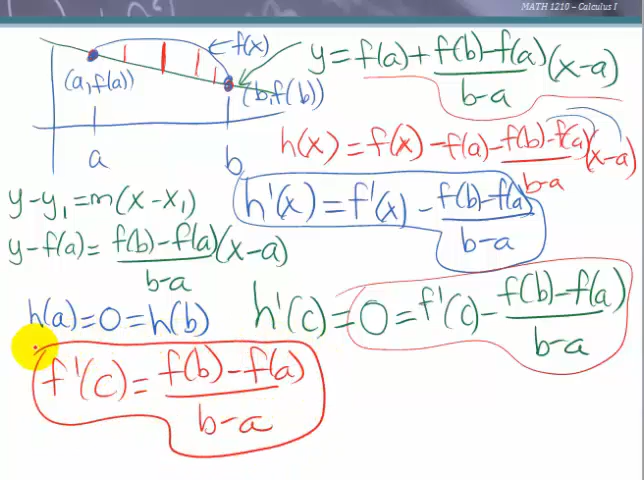 MATH 1210 – Calculus I
f(x)
y = f(a) + f(b) - f(a) / b - a (x - a)
(a, f(a))
(b, f(b))
h(x) = f(x) - f(a) - f(b) - f(a) / b - a (x - a)
a
b
y - y₁ = m(x - x₁)
h'(x) = f'(x) - f(b) - f(a) / b - a
y - f(a) = f(b) - f(a) / b - a (x - a)
h(a) = 0 = h(b)
h'(c) = 0 = f'(c) - f(b) - f(a) / b - a
f'(c) = f(b) - f(a) / b - a